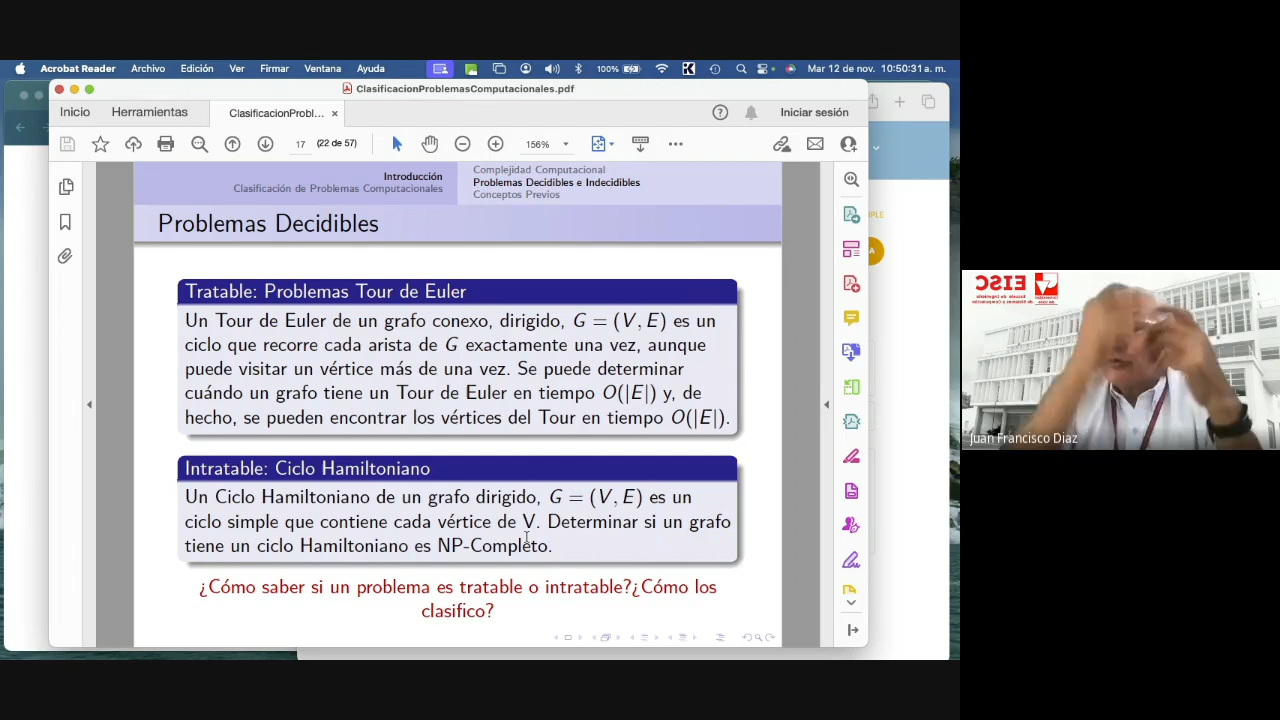 Acrobat Reader Archivo Edición Ver Firmar Ventana Ayuda 100% Mar 12 de nov. 10:50:31 a. m.
ClasificacionProblemasComputacionales.pdf
Inicio Herramientas ClasificacionProbl... × Iniciar sesión
17 (22 de 57) 156%
Introducción
Clasificación de Problemas Computacionales
Complejidad Computacional
Problemas Decidibles e Indecidibles
Conceptos Previos
Problemas Decidibles
Tratable: Problemas Tour de Euler
Un Tour de Euler de un grafo conexo, dirigido, G = (V, E) es un
ciclo que recorre cada arista de G exactamente una vez, aunque
puede visitar un vértice más de una vez. Se puede determinar
cuándo un grafo tiene un Tour de Euler en tiempo O(|E|) y, de
hecho, se pueden encontrar los vértices del Tour en tiempo O(|E|).
Intratable: Ciclo Hamiltoniano
Un Ciclo Hamiltoniano de un grafo dirigido, G = (V, E) es un
ciclo simple que contiene cada vértice de V. Determinar si un grafo
tiene un ciclo Hamiltoniano es NP-Completo.
¿Cómo saber si un problema es tratable o intratable?¿Cómo los
clasifico?
EISC
Juan Francisco Diaz